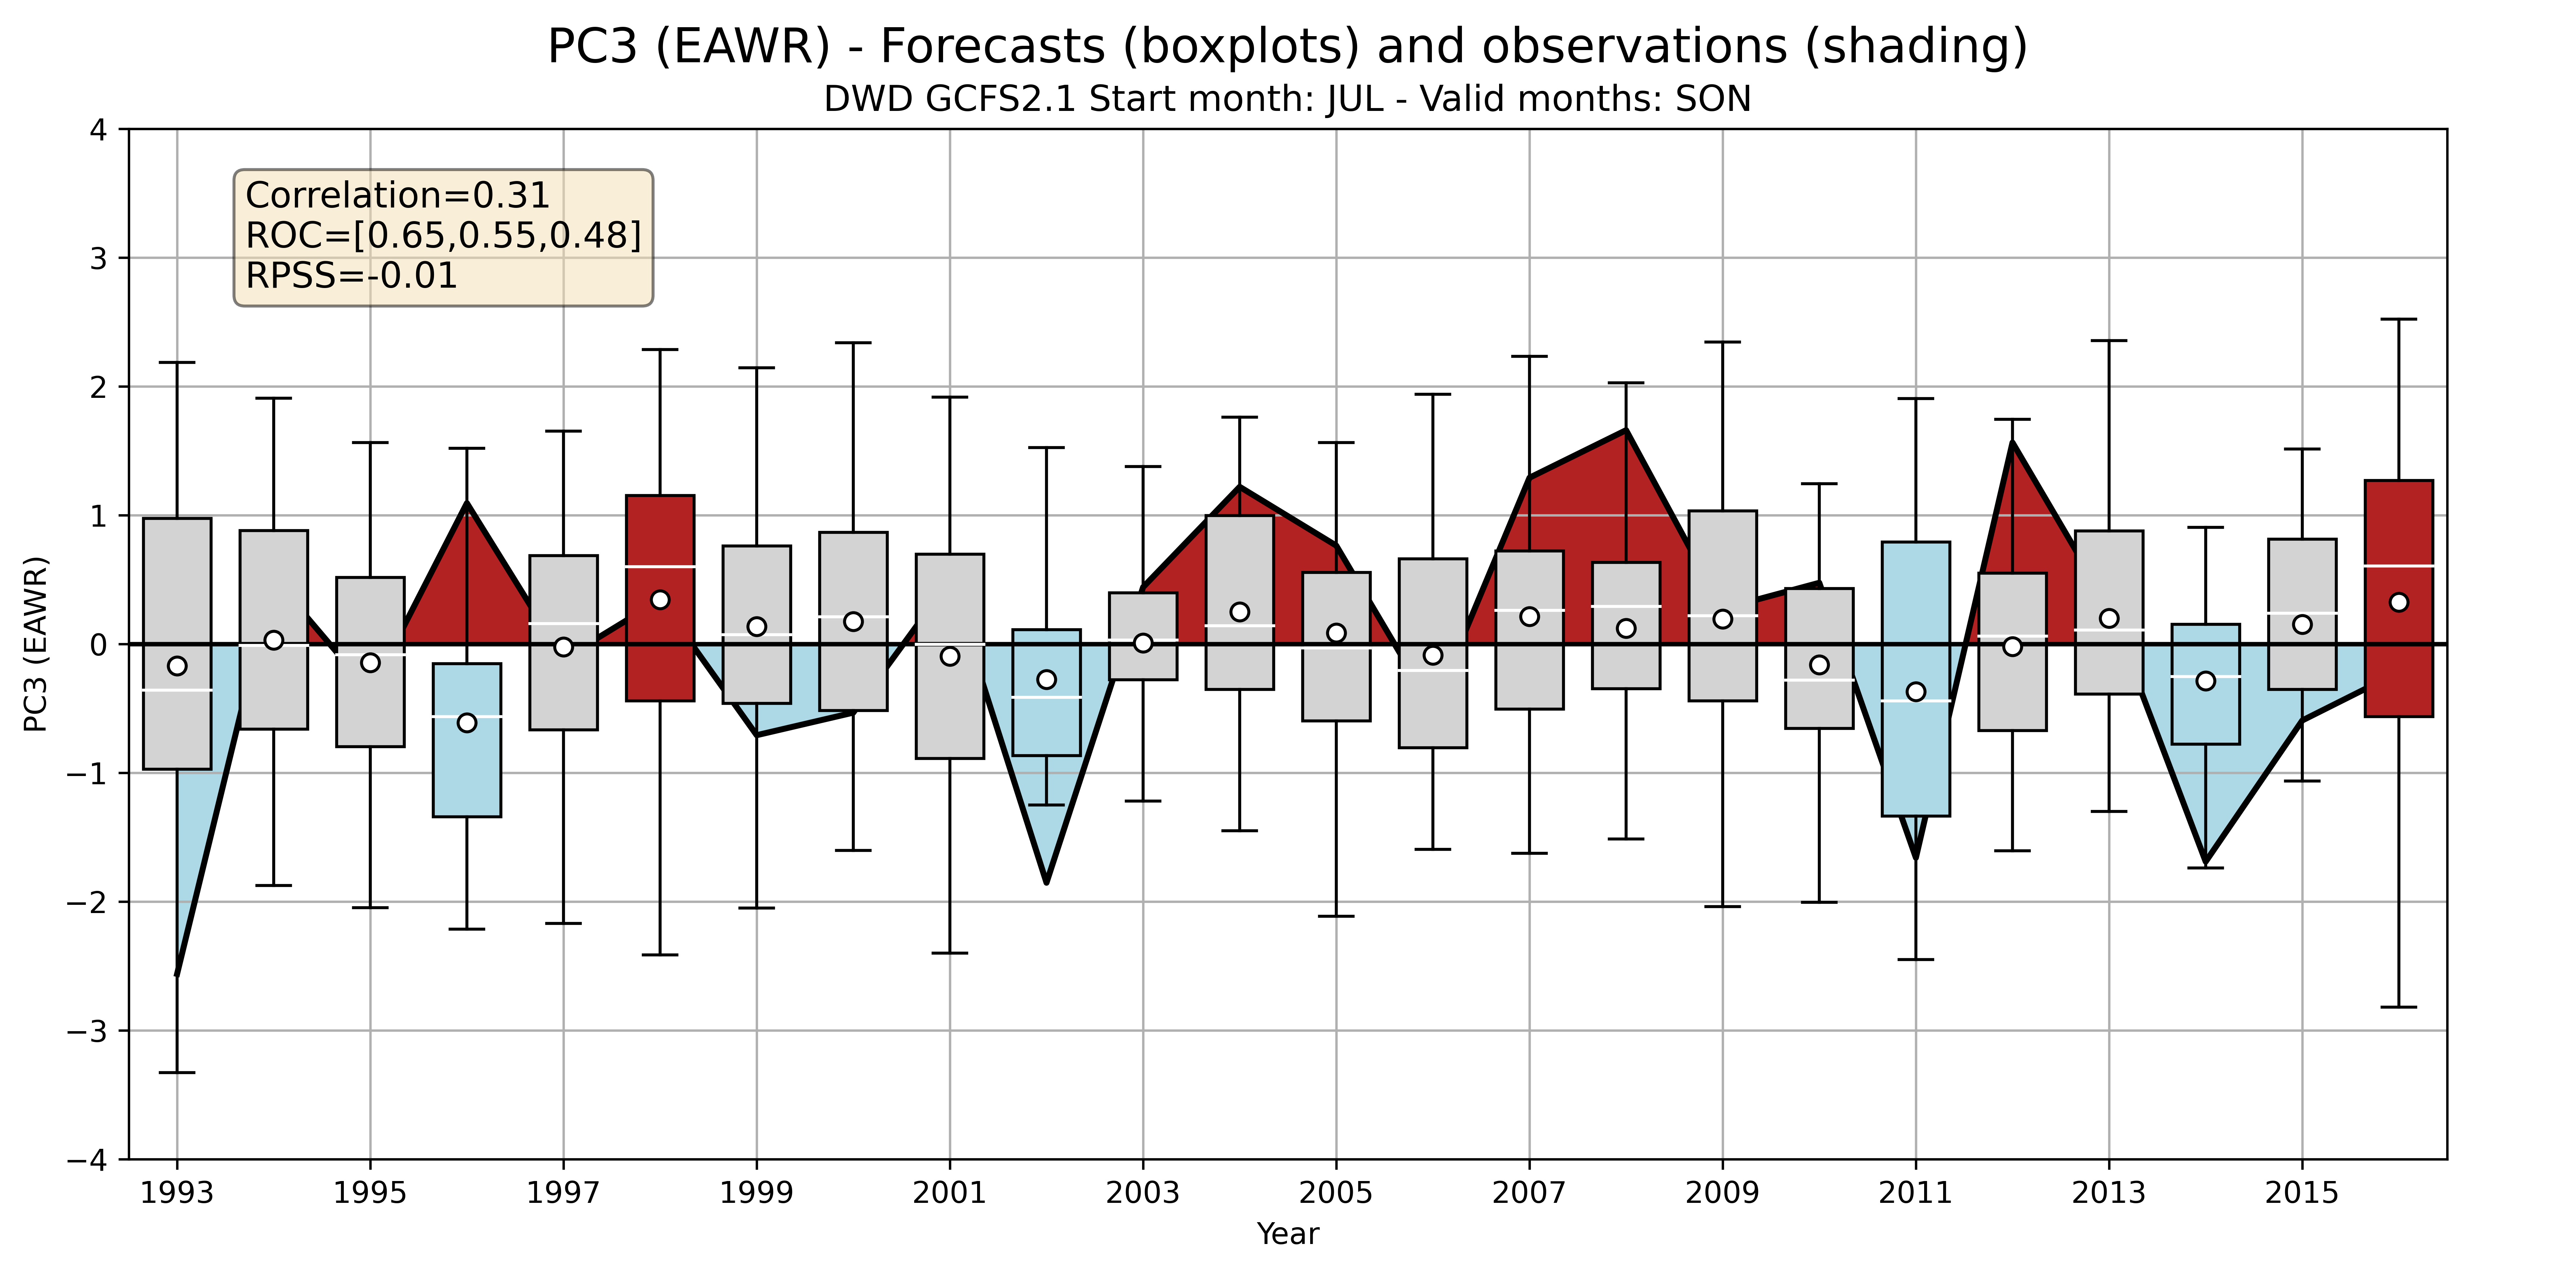 PC3 (EAWR) - Forecasts (boxplots) and observations (shading)
DWD GCFS2.1 Start month: JUL - Valid months: SON
Correlation=0.31
ROC=[0.65,0.55,0.48]
RPSS=-0.01
PC3 (EAWR)
4
3
2
1
0
−1
−2
−3
−4
1993 1995 1997 1999 2001 2003 2005 2007 2009 2011 2013 2015
Year